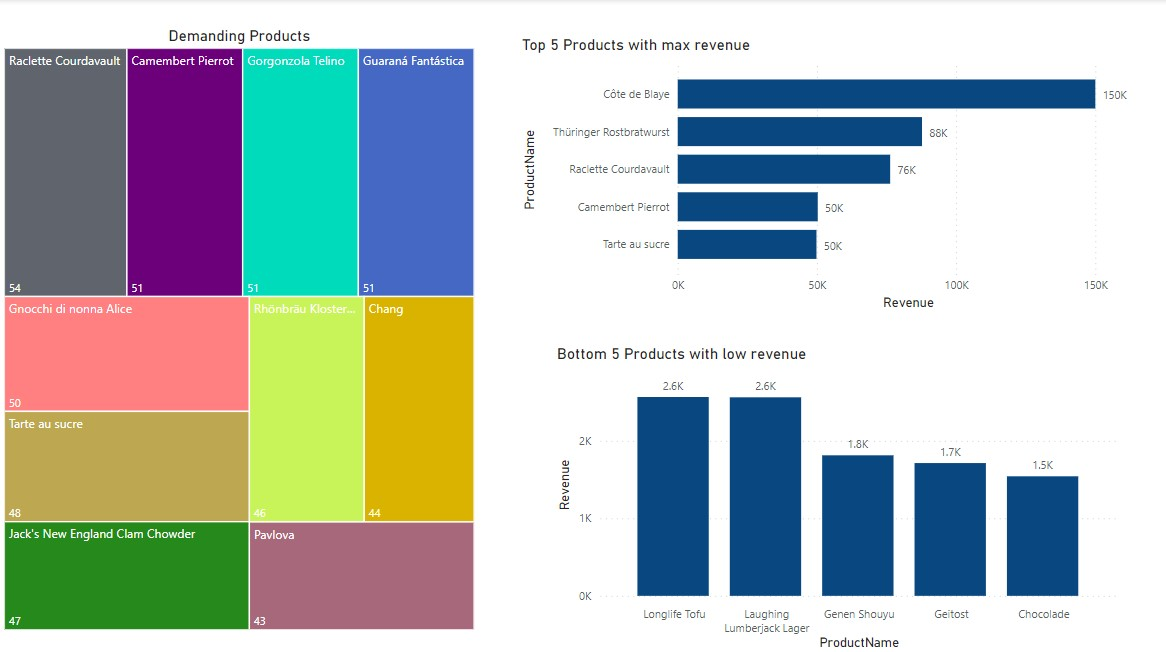 Demanding Products
Raclette Courdavault
54
Camembert Pierrot
51
Gorgonzola Telino
51
Guaraná Fantástica
51
Gnocchi di nonna Alice
50
Rhönbräu Kloster...
46
Chang
44
Tarte au sucre
48
Jack's New England Clam Chowder
47
Pavlova
43
Top 5 Products with max revenue
ProductName
Côte de Blaye
150K
Thüringer Rostbratwurst
88K
Raclette Courdavault
76K
Camembert Pierrot
50K
Tarte au sucre
50K
0K
50K
100K
150K
Revenue
Bottom 5 Products with low revenue
Revenue
2K
1K
0K
2.6K
2.6K
1.8K
1.7K
1.5K
Longlife Tofu
Laughing
Lumberjack Lager
Genen Shouyu
Geitost
Chocolade
ProductName